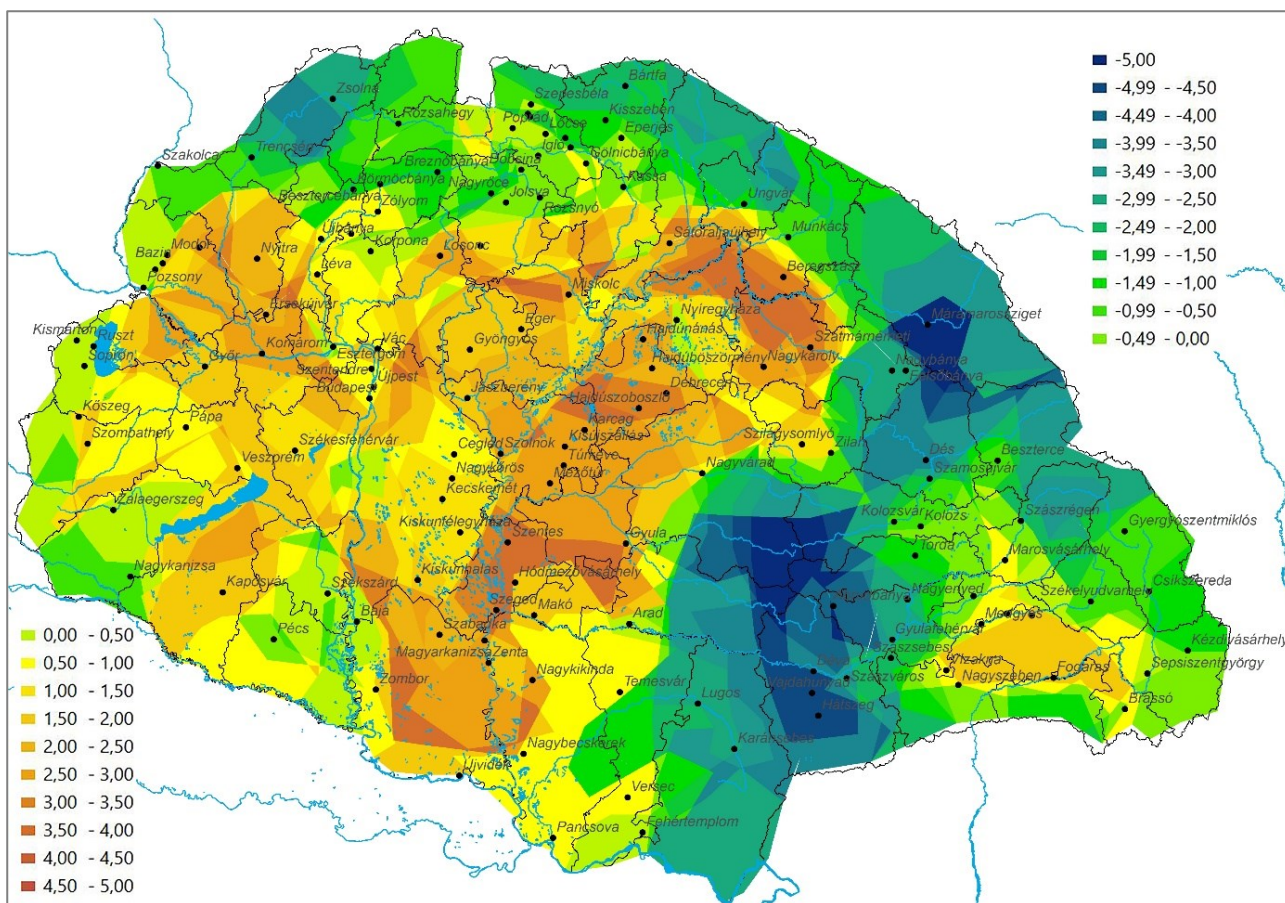 Bártfa
Zsolna
Szepesbéla
Rózsahegy
Kisszeben
Poprád
Lőcse
Eperjes
Szakolca
Trencsén
Igló
Gölnicbánya
Breznóbánya
Dobsina
Körmöcbánya
Nagyrőce
Kassa
Besztercebánya
Jolsva
Zólyom
Rozsnyó
Ungvár
Modor
Újbánya
Korpona
Losonc
Sátoraljaújhely
Munkács
Bazin
Nyitra
Pozsony
Léva
Beregszász
Miskolc
Érsekújvár
Nyíregyháza
Máramarossziget
Kismarton
Ruszt
Eger
Hajdúnánás
Komárom
Vác
Gyöngyös
Szatmárnémeti
Sopron
Győr
Esztergom
Hajdúböszörmény
Nagykároly
Nagybánya
Szentendre
Újpest
Felsőbánya
Budapest
Jászberény
Debrecen
Kőszeg
Hajdúszoboszló
Pápa
Karcag
Szombathely
Székesfehérvár
Cegléd
Szolnok
Kisújszállás
Szilágysomlyó
Zilah
Dés
Beszterce
Veszprém
Túrkeve
Nagykőrös
Mezőtúr
Nagyvárad
Szamosújvár
Kecskemét
Zalaegerszeg
Kolozsvár
Kolozs
Szászrégen
Kiskunfélegyháza
Szentes
Gyula
Gyergyószentmiklós
Torda
Marosvásárhely
Nagykanizsa
Kaposvár
Székszárd
Kiskunhalas
Hódmezővásárhely
Nagyenyed
Székelyudvarhely
Csíkszereda
Baja
Szeged
Makó
Arad
Medgyes
Pécs
Szabadka
Gyulafehérvár
Kézdivásárhely
Magyarkanizsa
Zenta
Szászsebes
Sepsiszentgyörgy
Zombor
Nagykikinda
Temesvár
Déva
Vízakna
Fogaras
Vajdahunyad
Szászváros
Nagyszeben
Lugos
Hátszeg
Brassó
Nagybecskerek
Karánsebes
Újvidék
Versec
Pancsova
Fehértemplom
-5,00
-4,99 - -4,50
-4,49 - -4,00
-3,99 - -3,50
-3,49 - -3,00
-2,99 - -2,50
-2,49 - -2,00
-1,99 - -1,50
-1,49 - -1,00
-0,99 - -0,50
-0,49 - 0,00
0,00 - 0,50
0,50 - 1,00
1,00 - 1,50
1,50 - 2,00
2,00 - 2,50
2,50 - 3,00
3,00 - 3,50
3,50 - 4,00
4,00 - 4,50
4,50 - 5,00